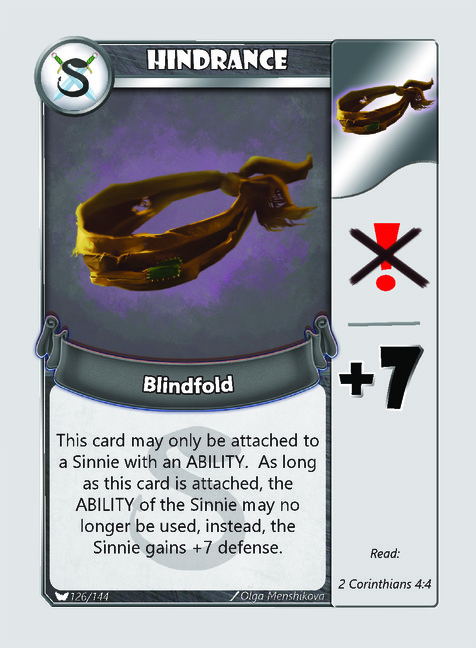 HINDRANCE
S
Blindfold
This card may only be attached to
a Sinnie with an ABILITY.  As long
as this card is attached, the
ABILITY of the Sinnie may no
longer be used, instead, the
Sinnie gains +7 defense.
126/144
Olga Menshikova
!
+7
Read:
2 Corinthians 4:4